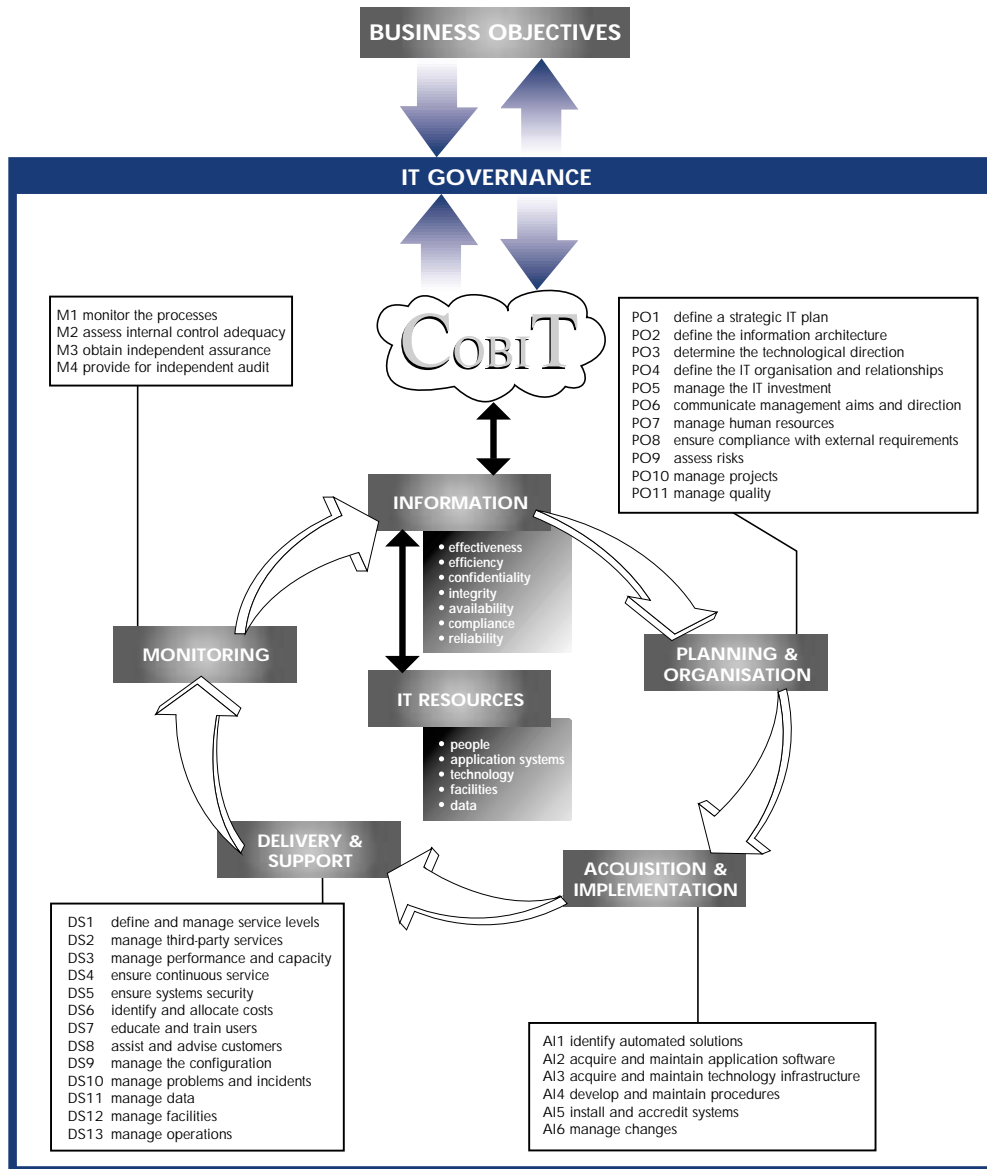 BUSINESS OBJECTIVES
IT GOVERNANCE
COBIT
M1 monitor the processes
M2 assess internal control adequacy
M3 obtain independent assurance
M4 provide for independent audit
PO1 define a strategic IT plan
PO2 define the information architecture
PO3 determine the technological direction
PO4 define the IT organisation and relationships
PO5 manage the IT investment
PO6 communicate management aims and direction
PO7 manage human resources
PO8 ensure compliance with external requirements
PO9 assess risks
PO10 manage projects
PO11 manage quality
INFORMATION
• effectiveness
• efficiency
• confidentiality
• integrity
• availability
• compliance
• reliability
MONITORING
PLANNING &
ORGANISATION
IT RESOURCES
• people
• application systems
• technology
• facilities
• data
DELIVERY &
SUPPORT
ACQUISITION &
IMPLEMENTATION
DS1 define and manage service levels
DS2 manage third-party services
DS3 manage performance and capacity
DS4 ensure continuous service
DS5 ensure systems security
DS6 identify and allocate costs
DS7 educate and train users
DS8 assist and advise customers
DS9 manage the configuration
DS10 manage problems and incidents
DS11 manage data
DS12 manage facilities
DS13 manage operations
AI1 identify automated solutions
AI2 acquire and maintain application software
AI3 acquire and maintain technology infrastructure
AI4 develop and maintain procedures
AI5 install and accredit systems
AI6 manage changes